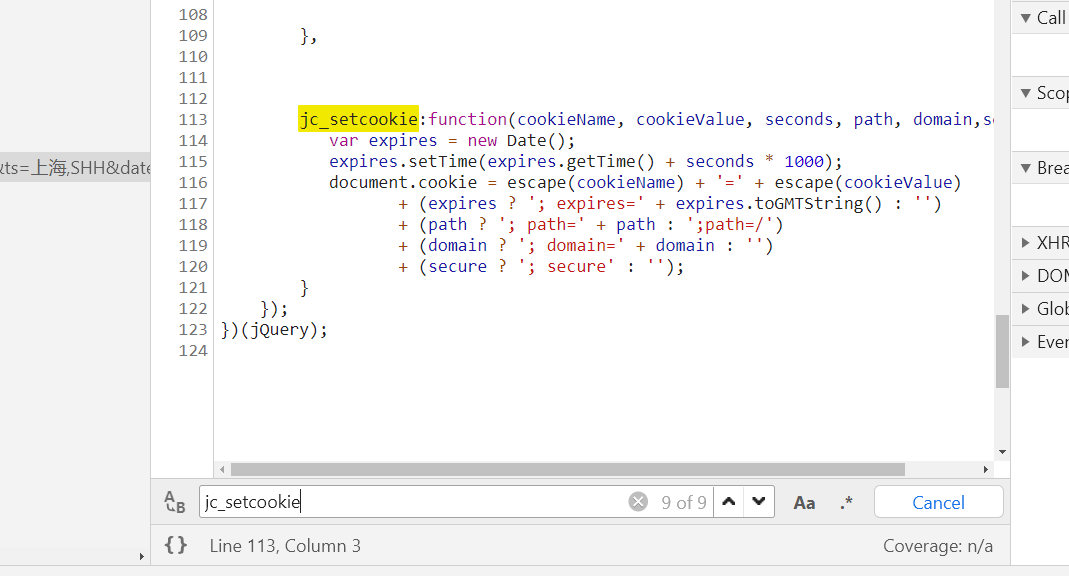 108
109 },
110
111
112
113 jc_setcookie:function(cookieName, cookieValue, seconds, path, domain,
114 var expires = new Date();
115 expires.setTime(expires.getTime() + seconds * 1000);
116 document.cookie = escape(cookieName) + '=' + escape(cookieValue)
117 + (expires ? '; expires=' + expires.toGMTString() : '')
118 + (path ? '; path=' + path : ';path=/')
119 + (domain ? '; domain=' + domain : '')
120 + (secure ? '; secure' : '');
121 }
122 });
123 })(jQuery);
124
&ts=上海,SHH&date
Call
Scop
Brea
XHR
DOM
Glob
Even
jc_setcookie 9 of 9 Aa .* Cancel
{} Line 113, Column 3 Coverage: n/a